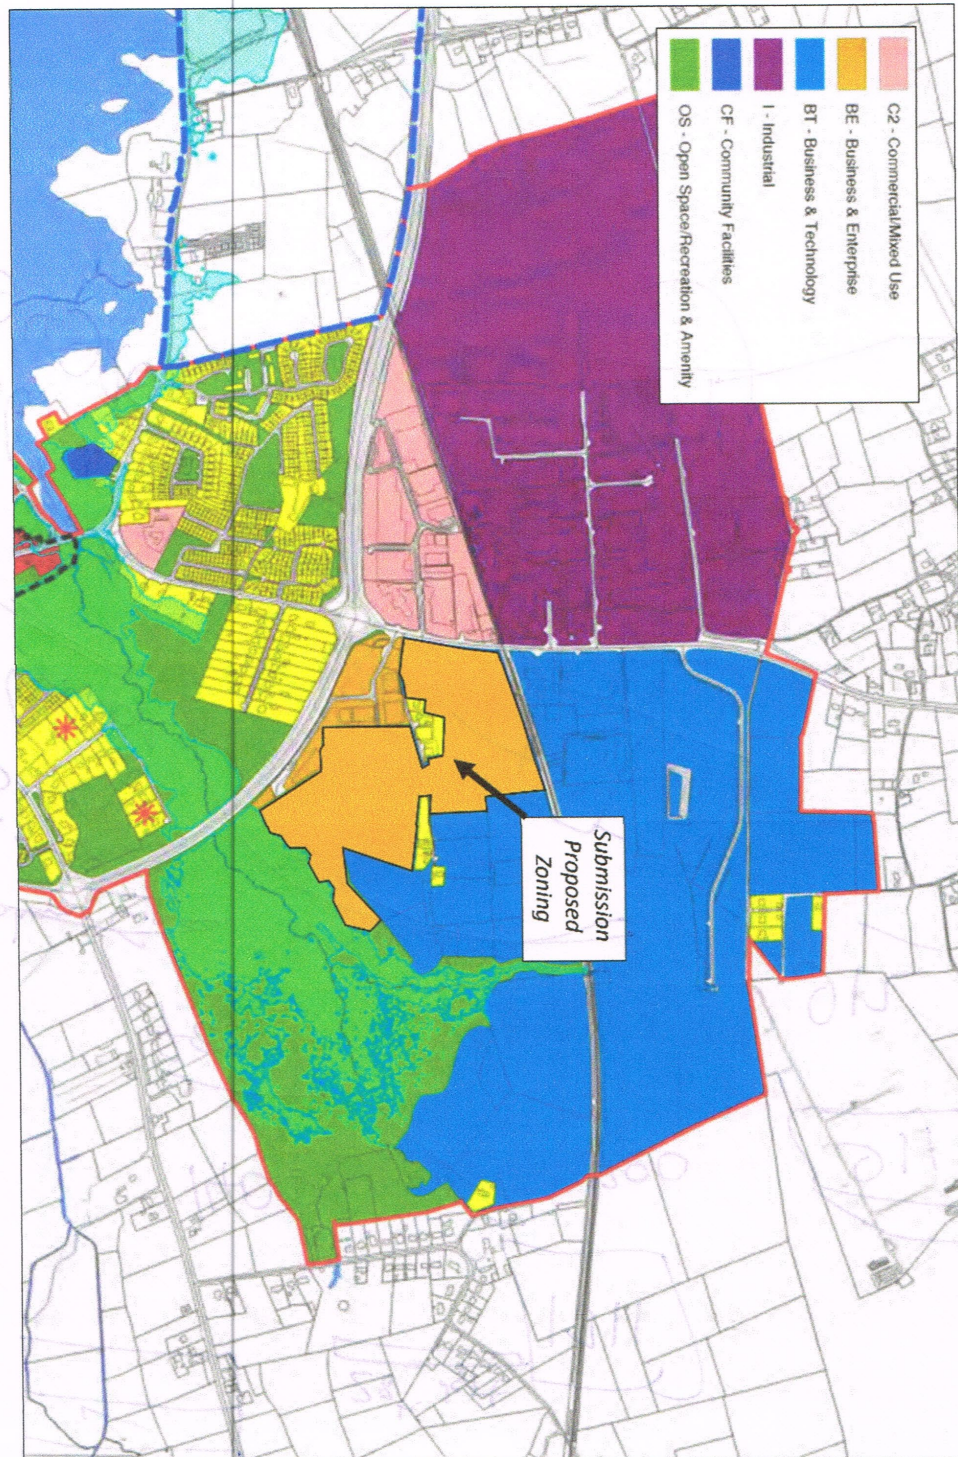 C2 - Commercial/Mixed Use
BE - Business & Enterprise
BT - Business & Technology
I - Industrial
CF - Community Facilities
OS - Open Space/Recreation & Amenity
Submission
Proposed
Zoning